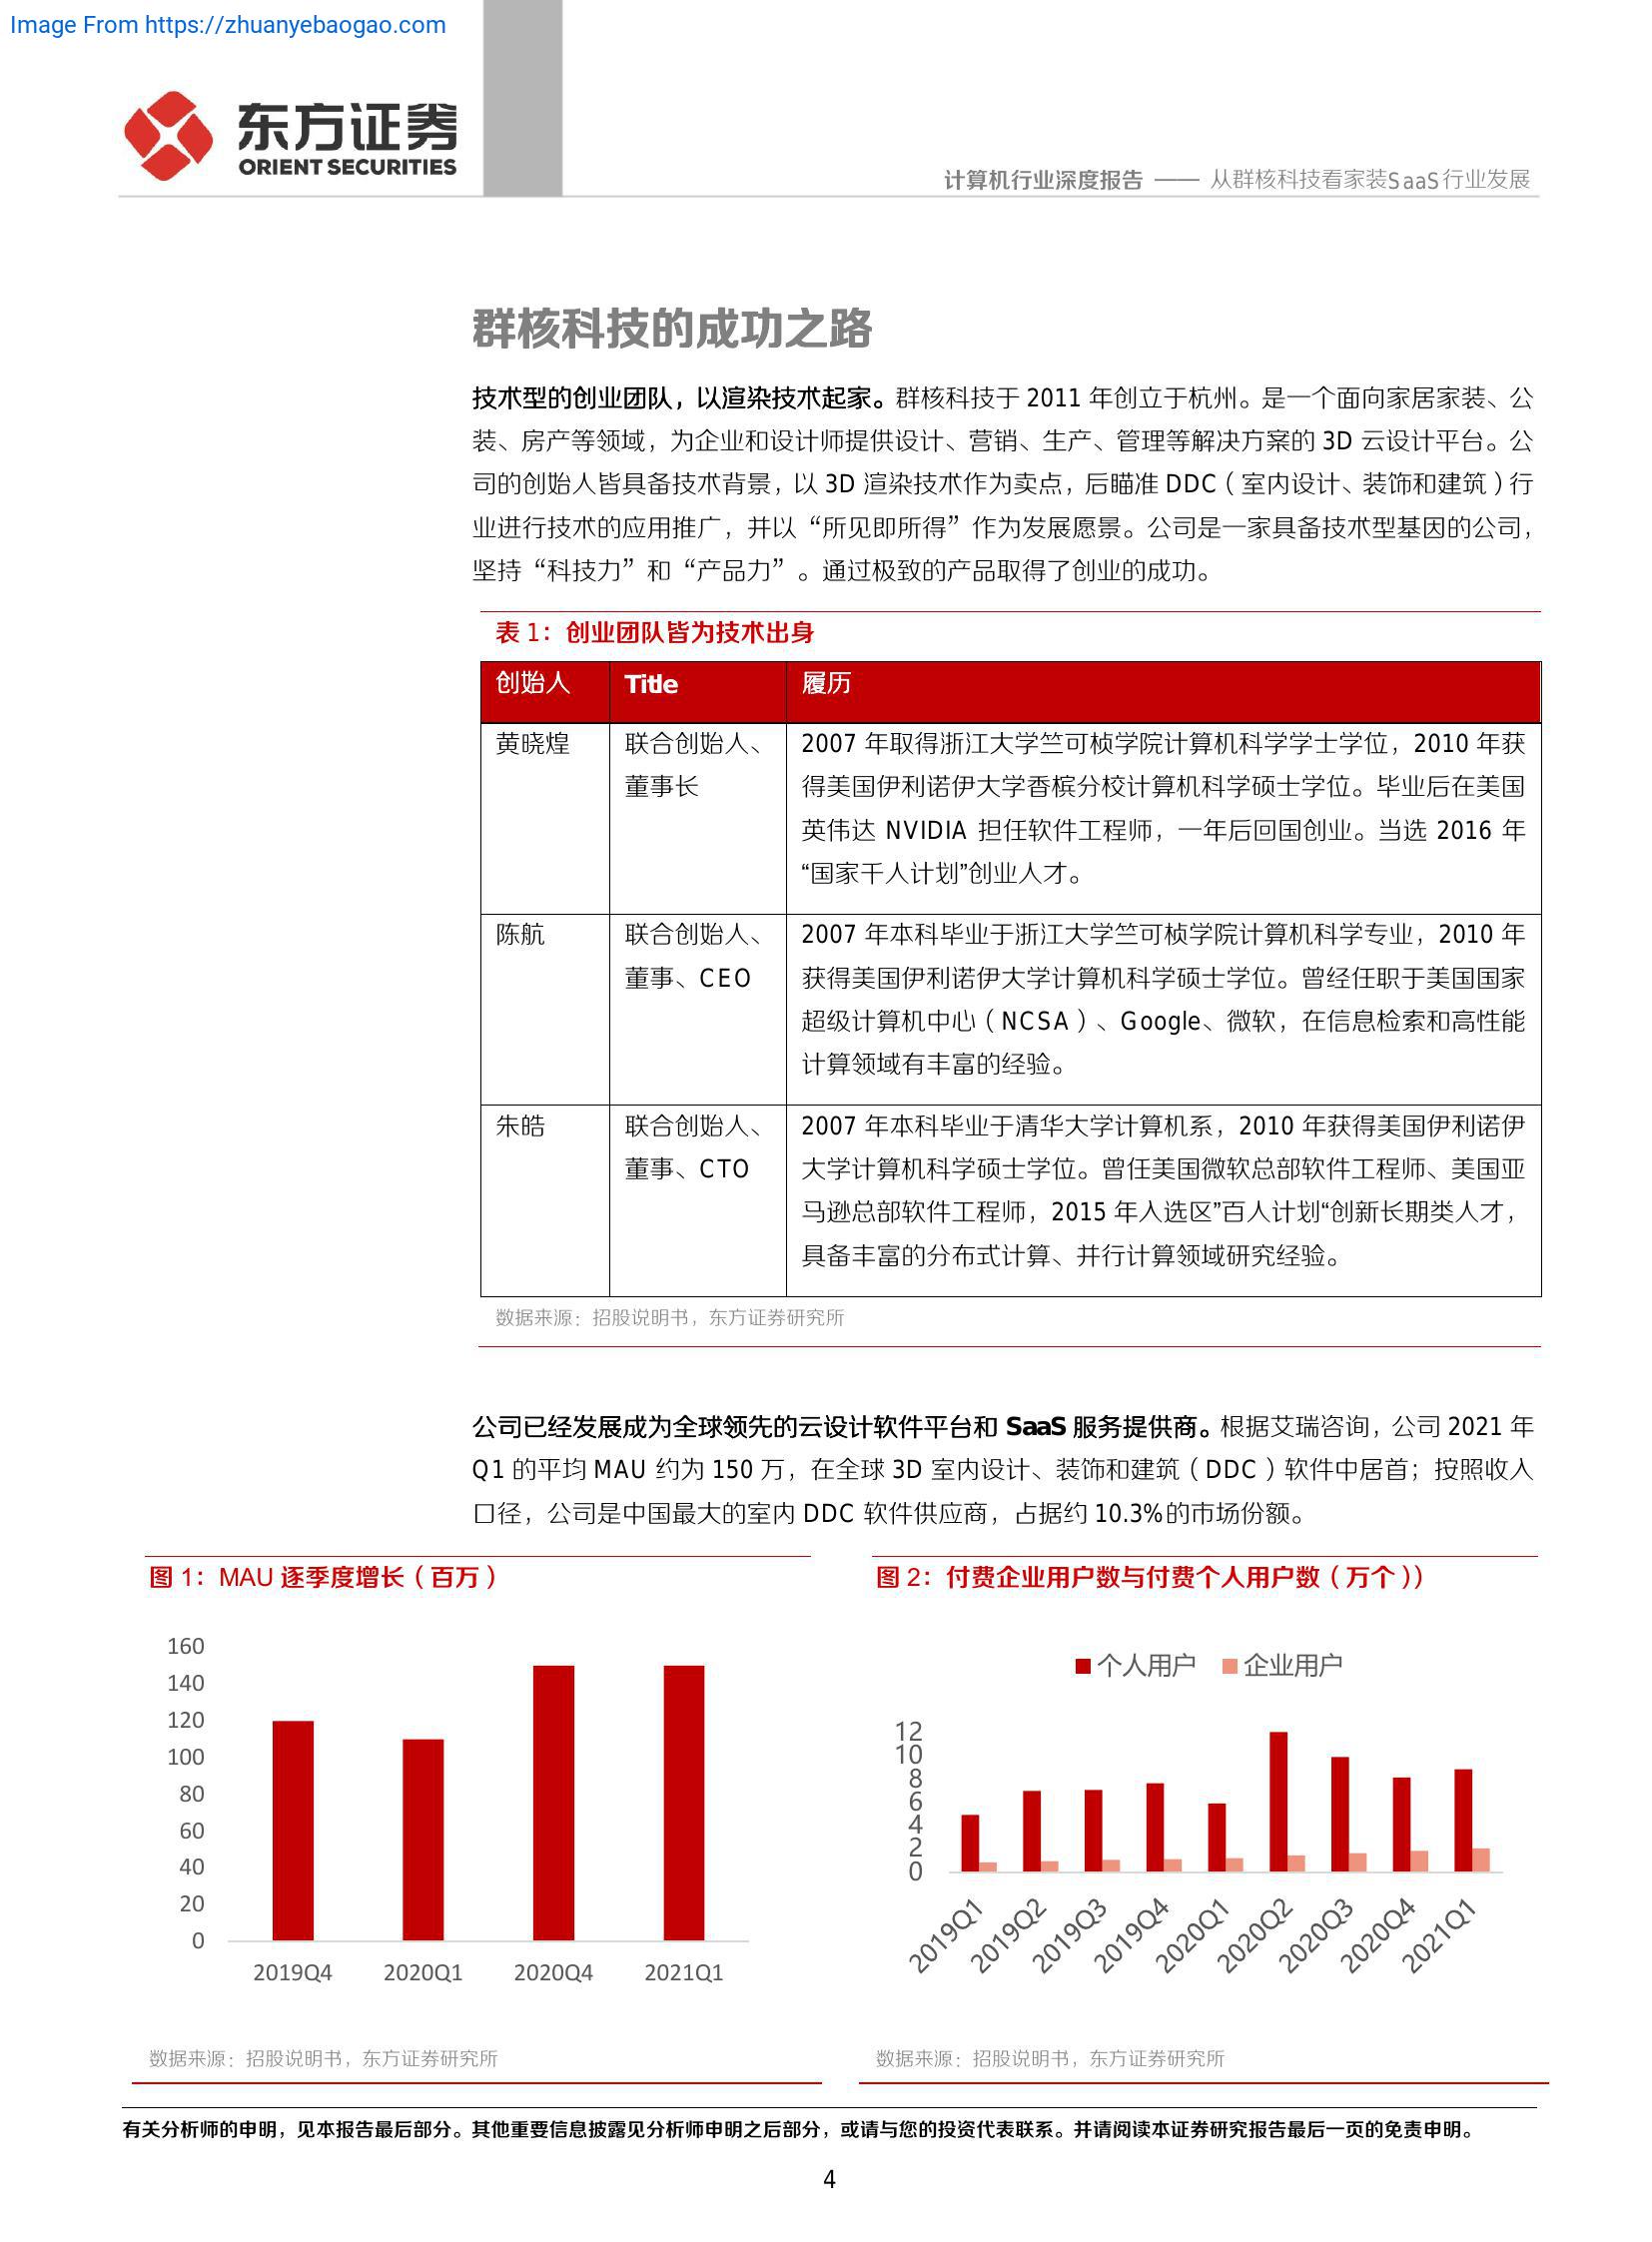 Image From https://zhuanyebaogao.com
东方证券
ORIENT SECURITIES
计算机行业深度报告 —— 从群核科技看家装SaaS行业发展
群核科技的成功之路
技术型的创业团队，以渲染技术起家。群核科技于 2011 年创立于杭州。是一个面向家居家装、公
装、房产等领域，为企业和设计师提供设计、营销、生产、管理等解决方案的 3D 云设计平台。公
司的创始人皆具备技术背景，以 3D 渲染技术作为卖点，后瞄准 DDC（室内设计、装饰和建筑）行
业进行技术的应用推广，并以“所见即所得”作为发展愿景。公司是一家具备技术型基因的公司，
坚持“科技力”和“产品力”。通过极致的产品取得了创业的成功。
表 1：创业团队皆为技术出身
创始人 Title 履历
黄晓煌 联合创始人、 2007 年取得浙江大学竺可桢学院计算机科学学士学位，2010 年获
董事长 得美国伊利诺伊大学香槟分校计算机科学硕士学位。毕业后在美国
英伟达 NVIDIA 担任软件工程师，一年后回国创业。当选 2016 年
“国家千人计划”创业人才。
陈航 联合创始人、 2007 年本科毕业于浙江大学竺可桢学院计算机科学专业，2010 年
董事、CEO 获得美国伊利诺伊大学计算机科学硕士学位。曾经任职于美国国家
超级计算机中心（NCSA）、Google、微软，在信息检索和高性能
计算领域有丰富的经验。
朱皓 联合创始人、 2007 年本科毕业于清华大学计算机系，2010 年获得美国伊利诺伊
董事、CTO 大学计算机科学硕士学位。曾任美国微软总部软件工程师、美国亚
马逊总部软件工程师，2015 年入选区”百人计划“创新长期类人才，
具备丰富的分布式计算、并行计算领域研究经验。
数据来源：招股说明书，东方证券研究所
公司已经发展成为全球领先的云设计软件平台和 SaaS 服务提供商。根据艾瑞咨询，公司 2021 年
Q1 的平均 MAU 约为 150 万，在全球 3D 室内设计、装饰和建筑（DDC）软件中居首；按照收入
口径，公司是中国最大的室内 DDC 软件供应商，占据约 10.3%的市场份额。
图 1：MAU 逐季度增长（百万）
160
140
120
100
80
60
40
20
0
2019Q4 2020Q1 2020Q4 2021Q1
数据来源：招股说明书，东方证券研究所
图 2：付费企业用户数与付费个人用户数（万个））
个人用户 企业用户
12
10
8
6
4
2
0
2019Q1 2019Q2 2019Q3 2019Q4 2020Q1 2020Q2 2020Q3 2020Q4 2021Q1
数据来源：招股说明书，东方证券研究所
有关分析师的申明，见本报告最后部分。其他重要信息披露见分析师申明之后部分，或请与您的投资代表联系。并请阅读本证券研究报告最后一页的免责申明。
4